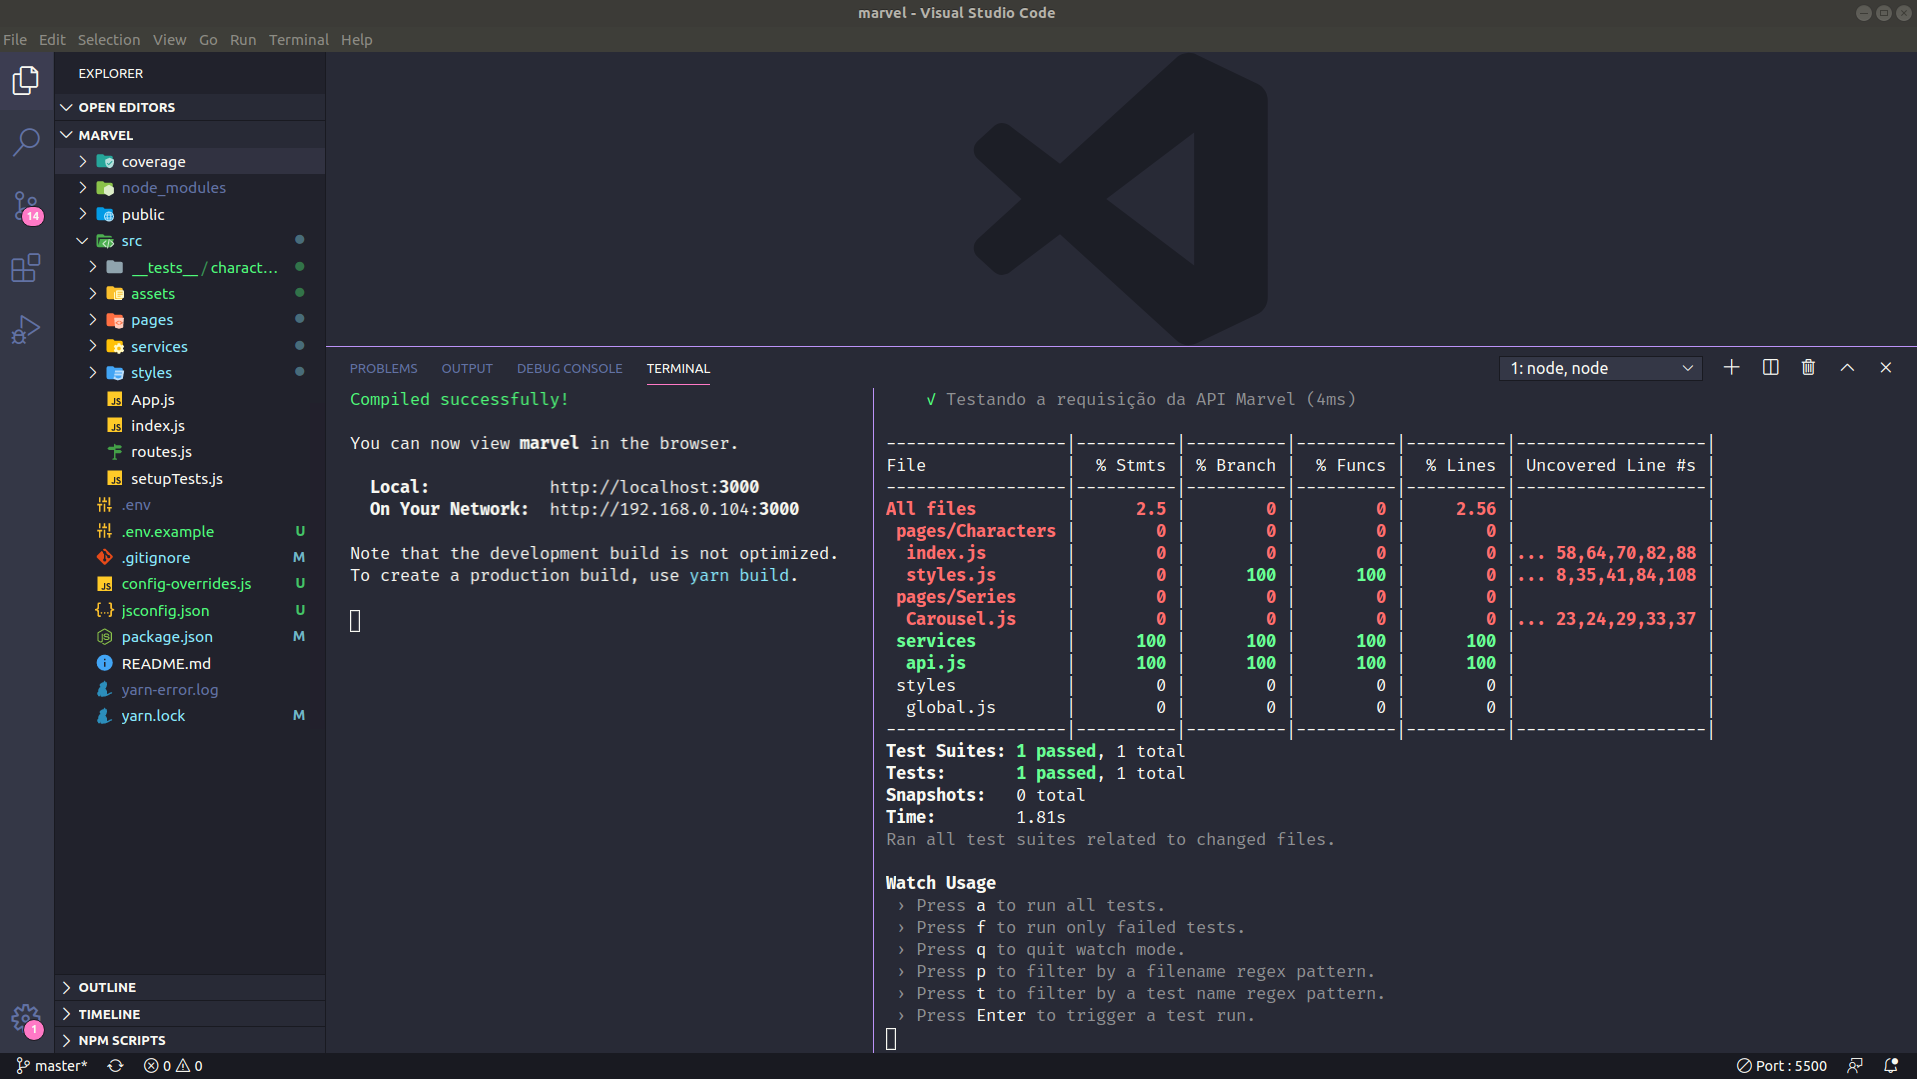 marvel - Visual Studio Code
File Edit Selection View Go Run Terminal Help
EXPLORER
OPEN EDITORS
MARVEL
coverage
node_modules
public
src
__tests__ / charact...
assets
pages
services
styles
App.js
index.js
routes.js
setupTests.js
.env
.env.example U
.gitignore M
config-overrides.js U
jsconfig.json U
package.json M
README.md
yarn-error.log
yarn.lock M
OUTLINE
TIMELINE
NPM SCRIPTS
14
1
PROBLEMS OUTPUT DEBUG CONSOLE TERMINAL
1: node, node
Compiled successfully!
You can now view marvel in the browser.
Local: http://localhost:3000
On Your Network: http://192.168.0.104:3000
Note that the development build is not optimized.
To create a production build, use yarn build.
√ Testando a requisição da API Marvel (4ms)
-------------------|----------|----------|----------|----------|-------------------|
File | % Stmts | % Branch | % Funcs | % Lines | Uncovered Line #s |
-------------------|----------|----------|----------|----------|-------------------|
All files | 2.5 | 0 | 0 | 2.56 | |
pages/Characters | 0 | 0 | 0 | 0 | |
index.js | 0 | 0 | 0 | 0 |... 58,64,70,82,88 |
styles.js | 0 | 100 | 100 | 0 |... 8,35,41,84,108 |
pages/Series | 0 | 0 | 0 | 0 | |
Carousel.js | 0 | 0 | 0 | 0 |... 23,24,29,33,37 |
services | 100 | 100 | 100 | 100 | |
api.js | 100 | 100 | 100 | 100 | |
styles | 0 | 0 | 0 | 0 | |
global.js | 0 | 0 | 0 | 0 | |
-------------------|----------|----------|----------|----------|-------------------|
Test Suites: 1 passed, 1 total
Tests: 1 passed, 1 total
Snapshots: 0 total
Time: 1.81s
Ran all test suites related to changed files.
Watch Usage
› Press a to run all tests.
› Press f to run only failed tests.
› Press q to quit watch mode.
› Press p to filter by a filename regex pattern.
› Press t to filter by a test name regex pattern.
› Press Enter to trigger a test run.
master* 0 0 Port : 5500